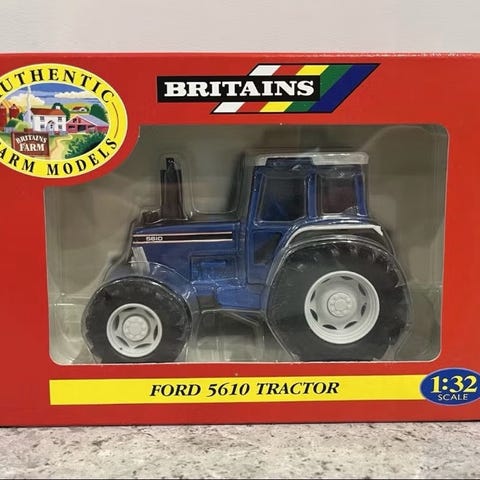 AUTHENTIC
FARM MODELS
BRITAINS
FARM
BRITAINS
5610
FORD 5610 TRACTOR
1:32
SCALE